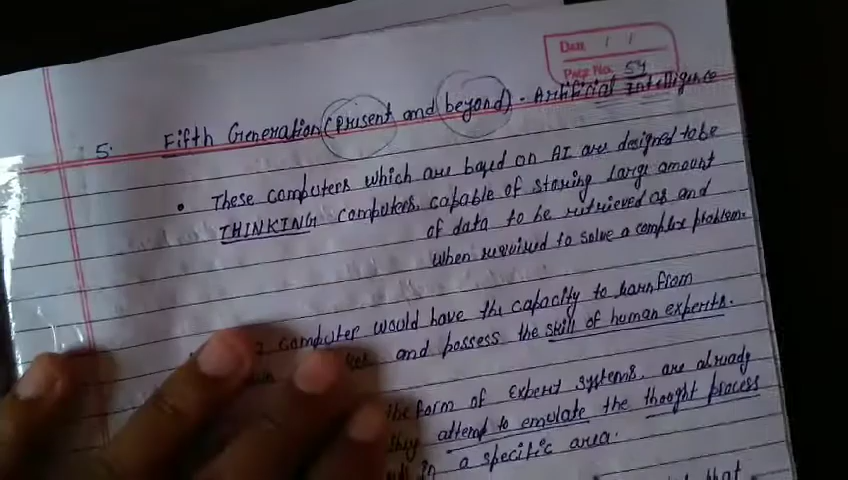 Date / /
Page No. 54
5. Fifth Generation (Present and beyond) - Artificial Intelligence
• These computers which are based on AI are designed to be
THINKING computers, capable of storing large amount
of data to be retrieved as and
when required to solve a complex problem.
computer would have the capacity to learn from
and possess the skill of human experts.
the form of Expert systems, are already
they attempt to emulate the thought process
in a specific area.
that